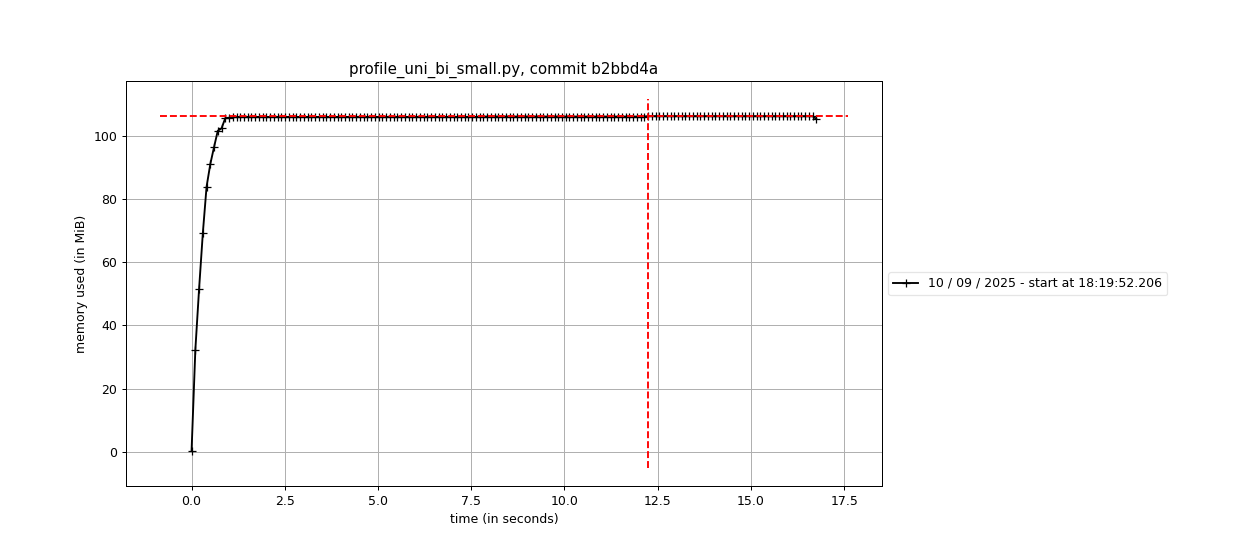 profile_uni_bi_small.py, commit b2bbd4a
memory used (in MiB)
100
80
60
40
20
0
0.0 2.5 5.0 7.5 10.0 12.5 15.0 17.5
time (in seconds)
10 / 09 / 2025 - start at 18:19:52.206